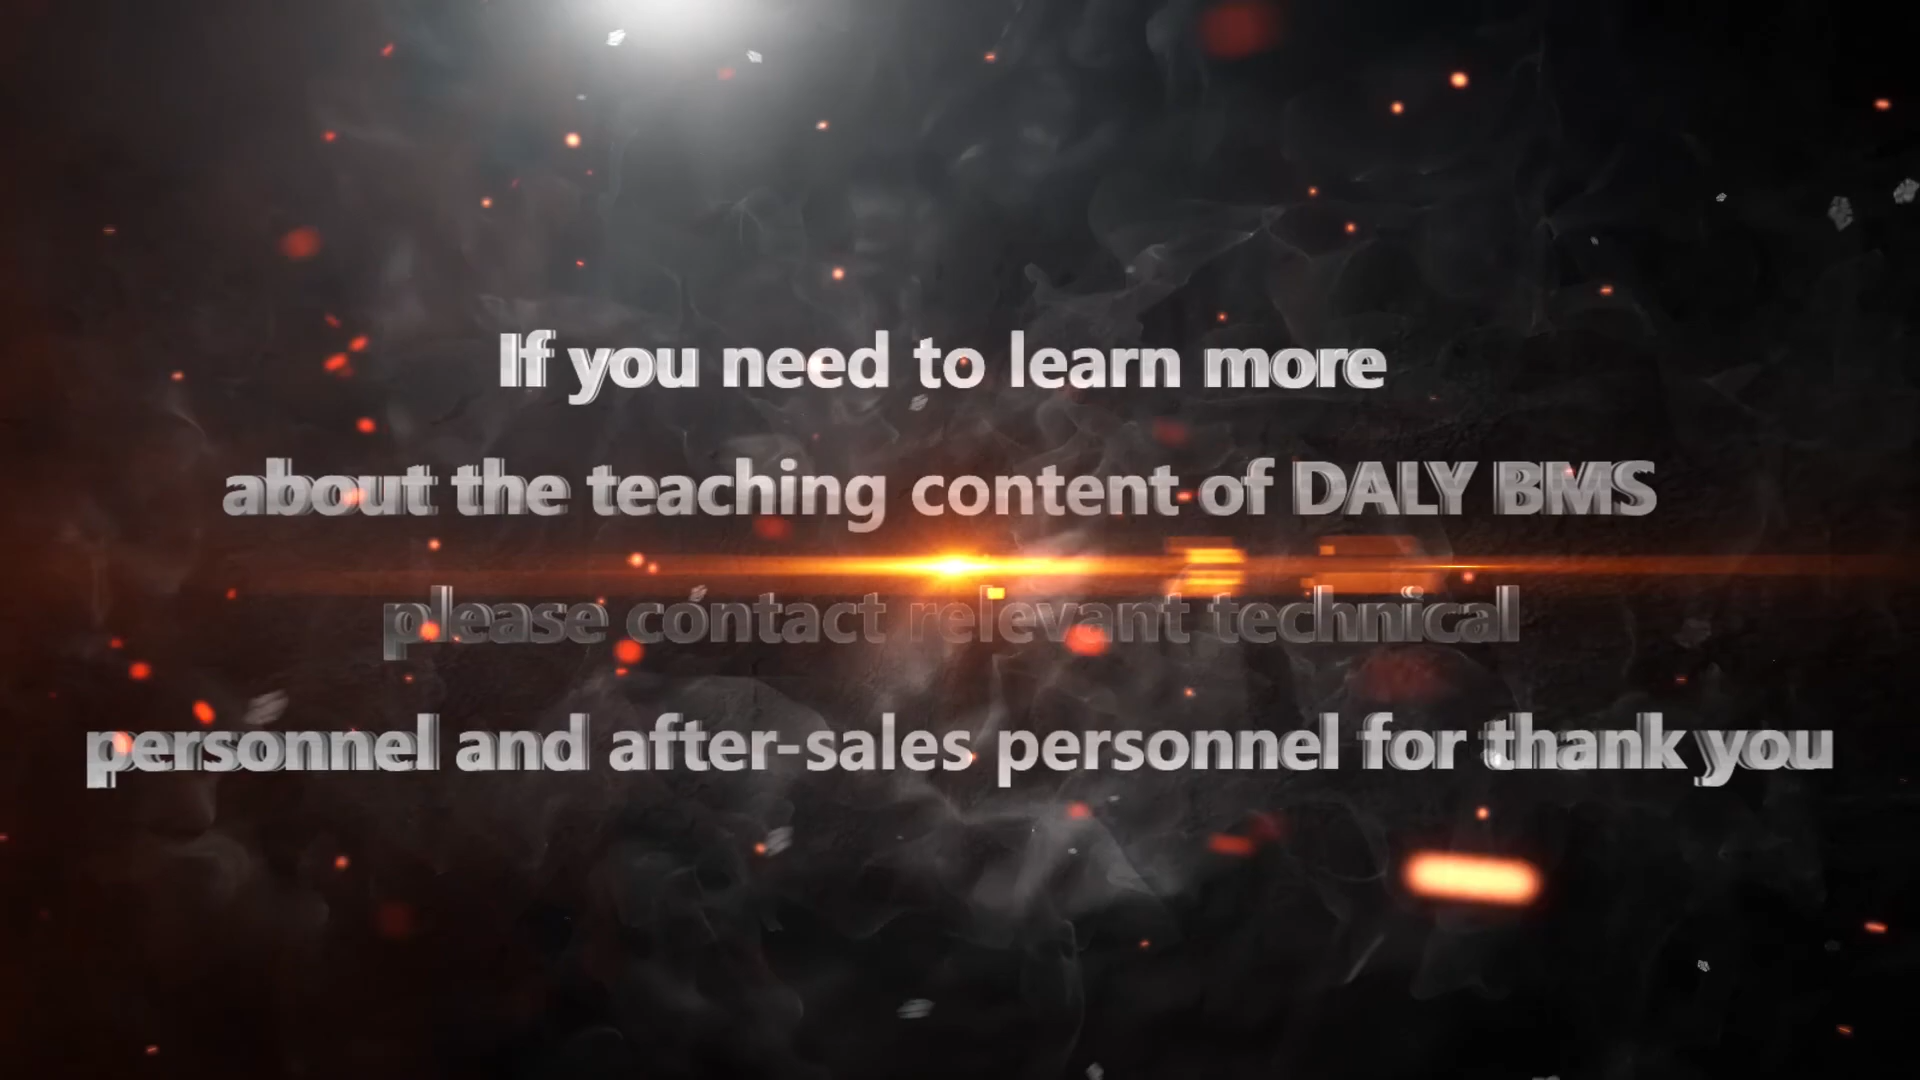 If you need to learn more
about the teaching content of DALY BMS
please contact relevant technical
personnel and after-sales personnel for thank you